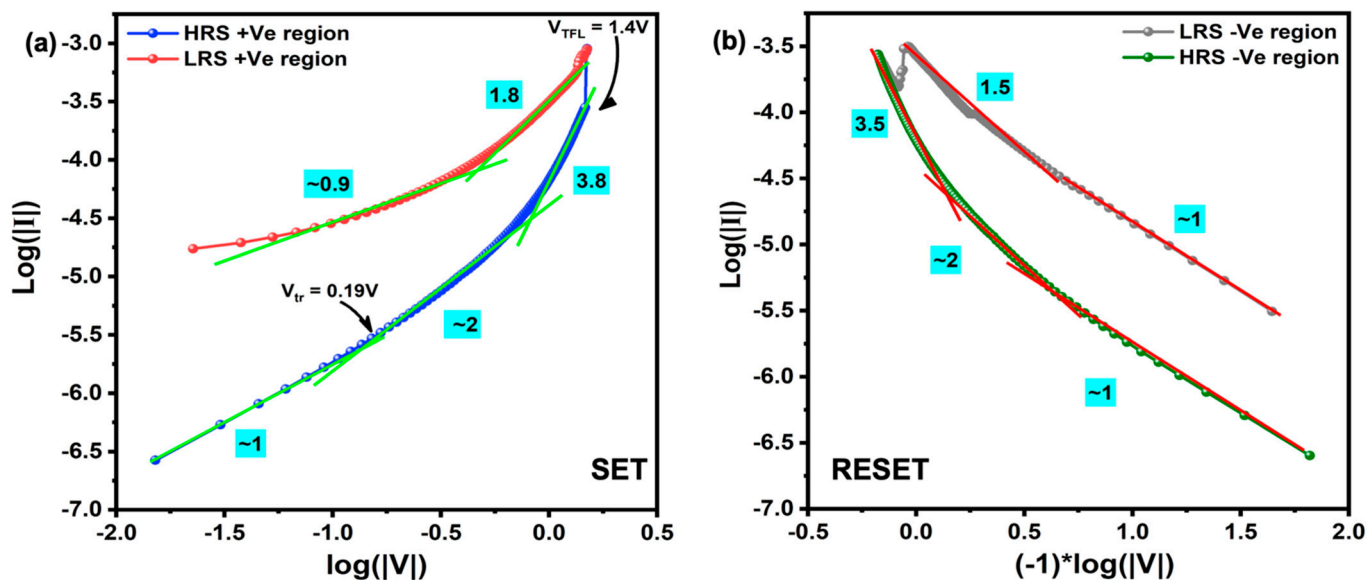 (a)
HRS +Ve region
LRS +Ve region
V_TFL = 1.4V
1.8
3.8
~0.9
V_tr = 0.19V
~2
~1
SET
Log(|I|)
-3.0
-3.5
-4.0
-4.5
-5.0
-5.5
-6.0
-6.5
-7.0
-2.0 -1.5 -1.0 -0.5 0.0 0.5
log(|V|)
(b)
LRS -Ve region
HRS -Ve region
1.5
3.5
~1
~2
~1
RESET
Log(|I|)
-3.5
-4.0
-4.5
-5.0
-5.5
-6.0
-6.5
-7.0
-0.5 0.0 0.5 1.0 1.5 2.0
(-1)*log(|V|)